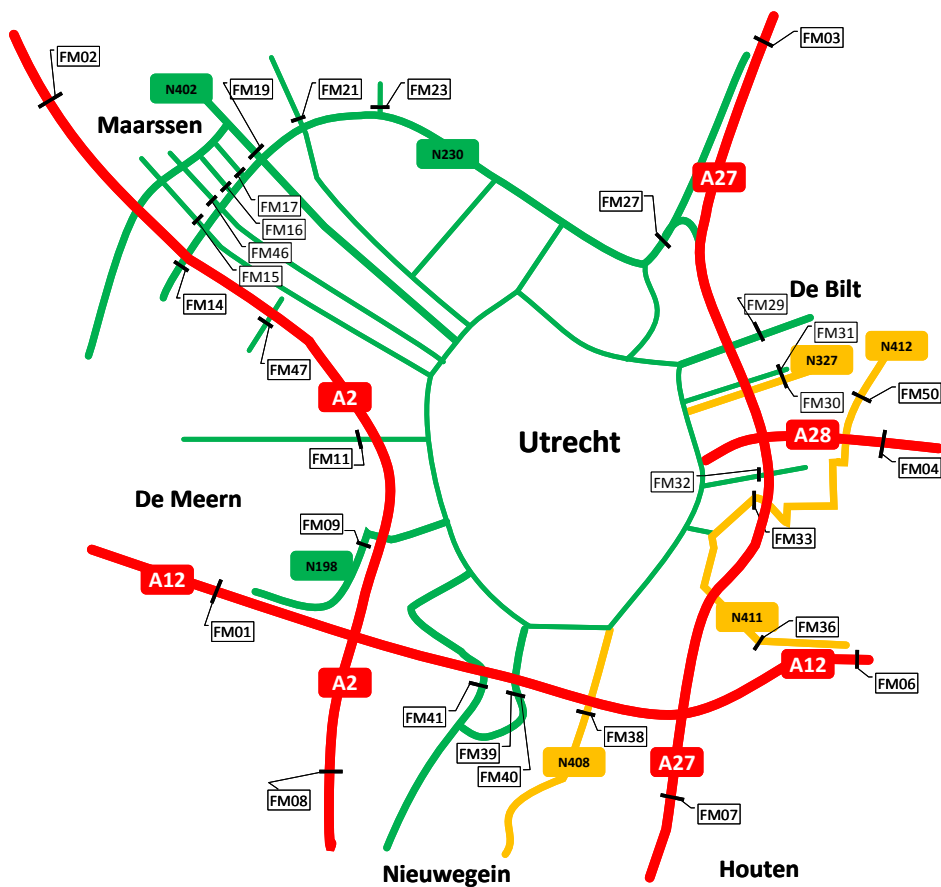 FM03
FM02
N402
FM19
FM21
FM23
Maarssen
N230
A27
FM17
FM27
FM16
FM46
FM15
De Bilt
FM14
FM29
FM31
N327
N412
FM47
FM30
FM50
A2
Utrecht
A28
FM11
FM04
FM32
De Meern
FM09
FM33
N198
A12
FM01
N411
FM36
A12
A2
FM06
FM41
FM38
FM39
N408
A27
FM40
FM08
FM07
Nieuwegein
Houten